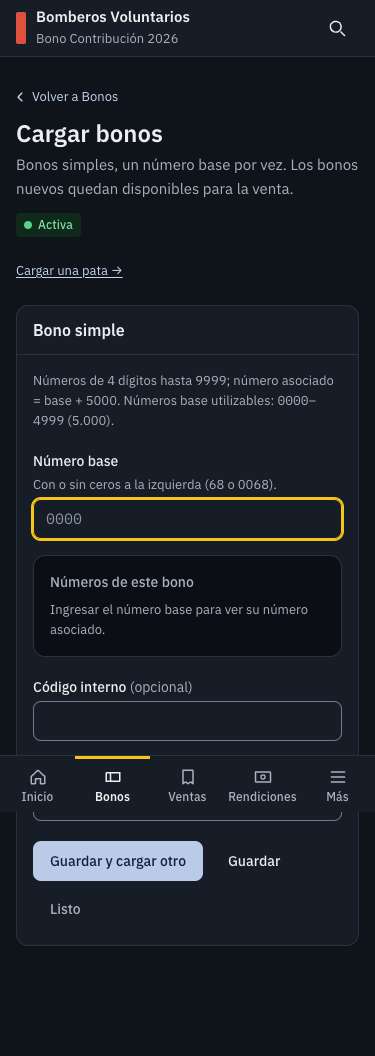 Bomberos Voluntarios
Bono Contribución 2026
Volver a Bonos
Cargar bonos
Bonos simples, un número base por vez. Los bonos
nuevos quedan disponibles para la venta.
Activa
Cargar una pata →
Bono simple
Números de 4 dígitos hasta 9999; número asociado
= base + 5000. Números base utilizables: 0000–
4999 (5.000).
Número base
Con o sin ceros a la izquierda (68 o 0068).
0000
Números de este bono
Ingresar el número base para ver su número
asociado.
Código interno (opcional)
Inicio
Bonos
Ventas
Rendiciones
Más
Guardar y cargar otro
Guardar
Listo